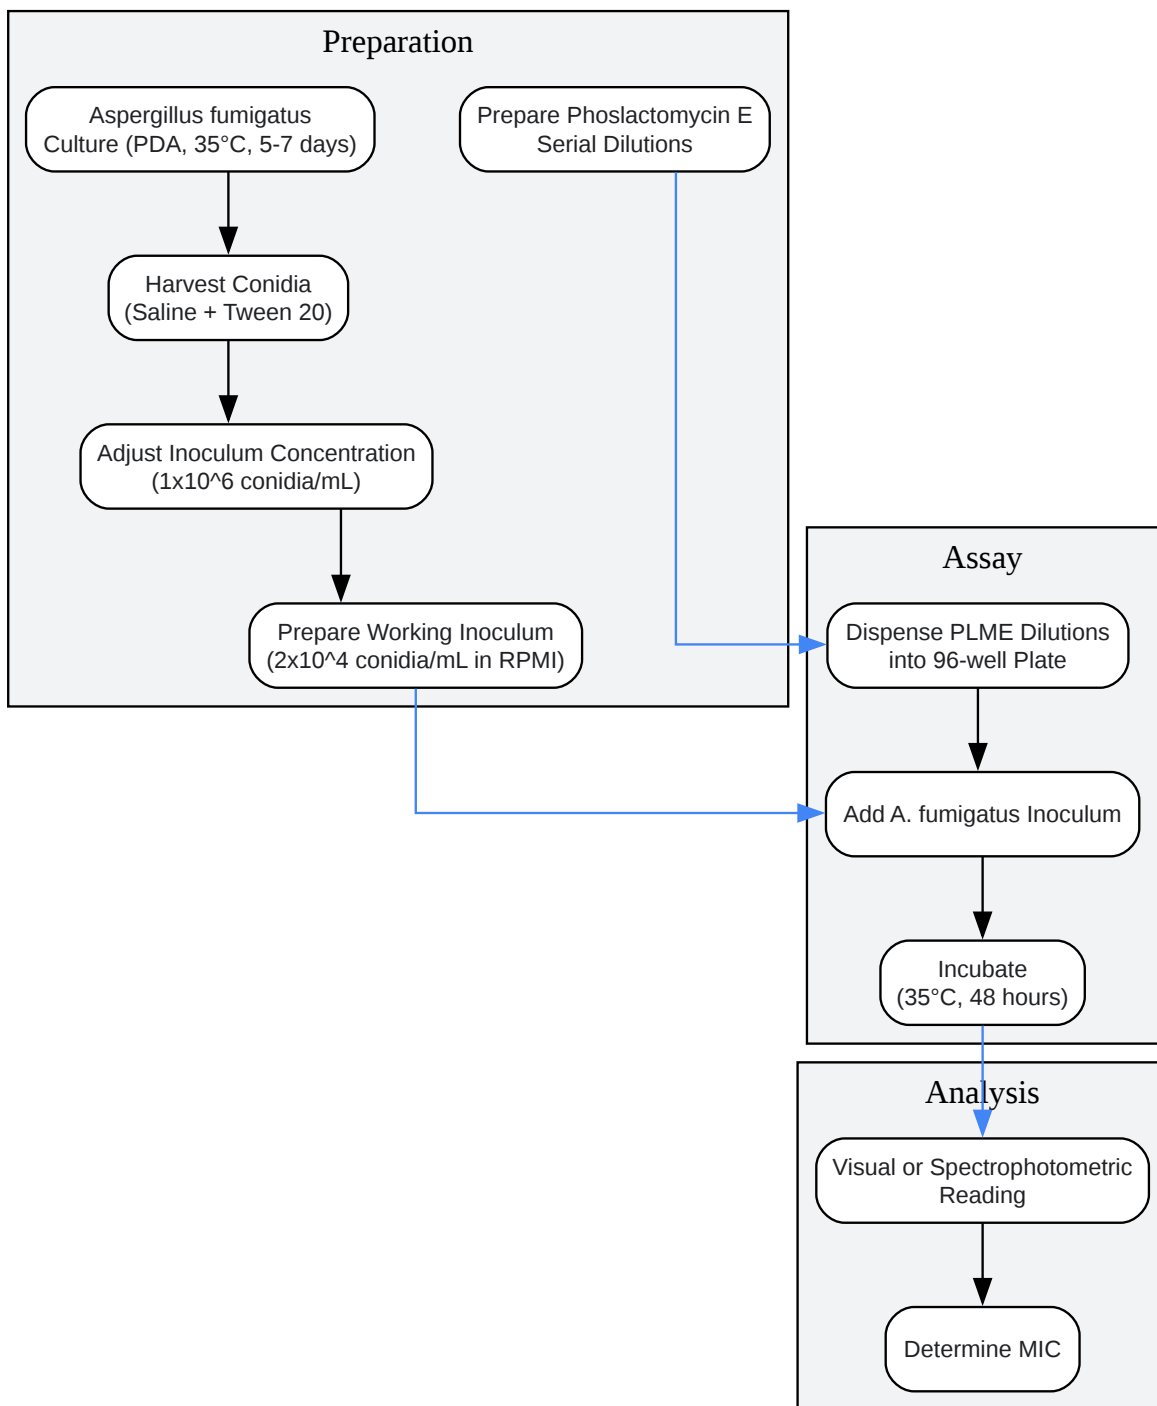 Preparation
Aspergillus fumigatus
Culture (PDA, 35°C, 5-7 days)
Prepare Phoslactomycin E
Serial Dilutions
Harvest Conidia
(Saline + Tween 20)
Adjust Inoculum Concentration
(1x10^6 conidia/mL)
Prepare Working Inoculum
(2x10^4 conidia/mL in RPMI)
Assay
Dispense PLME Dilutions
into 96-well Plate
Add A. fumigatus Inoculum
Incubate
(35°C, 48 hours)
Analysis
Visual or Spectrophotometric
Reading
Determine MIC